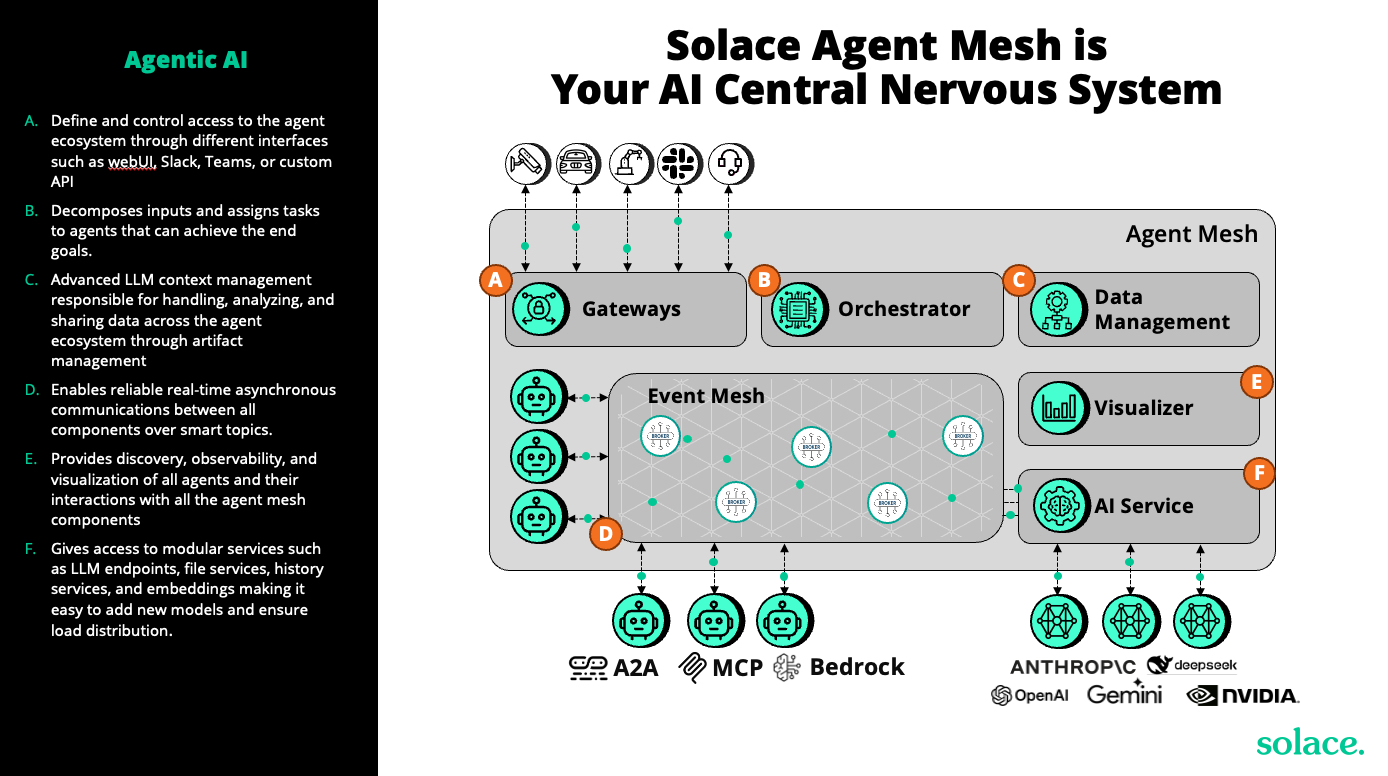 Agentic AI
A. Define and control access to the agent
ecosystem through different interfaces
such as webUI, Slack, Teams, or custom
API
B. Decomposes inputs and assigns tasks
to agents that can achieve the end
goals.
C. Advanced LLM context management
responsible for handling, analyzing, and
sharing data across the agent
ecosystem through artifact
management
D. Enables reliable real-time asynchronous
communications between all
components over smart topics.
E. Provides discovery, observability, and
visualization of all agents and their
interactions with all the agent mesh
components
F. Gives access to modular services such
as LLM endpoints, file services, history
services, and embeddings making it
easy to add new models and ensure
load distribution.
Solace Agent Mesh is
Your AI Central Nervous System
Agent Mesh
A
Gateways
B
Orchestrator
C
Data
Management
Event Mesh
BROKER
BROKER
BROKER
BROKER
BROKER
D
E
Visualizer
F
AI Service
A2A
MCP
Bedrock
ANTHROP\C
deepseek
OpenAI
Gemini
NVIDIA.
solace.